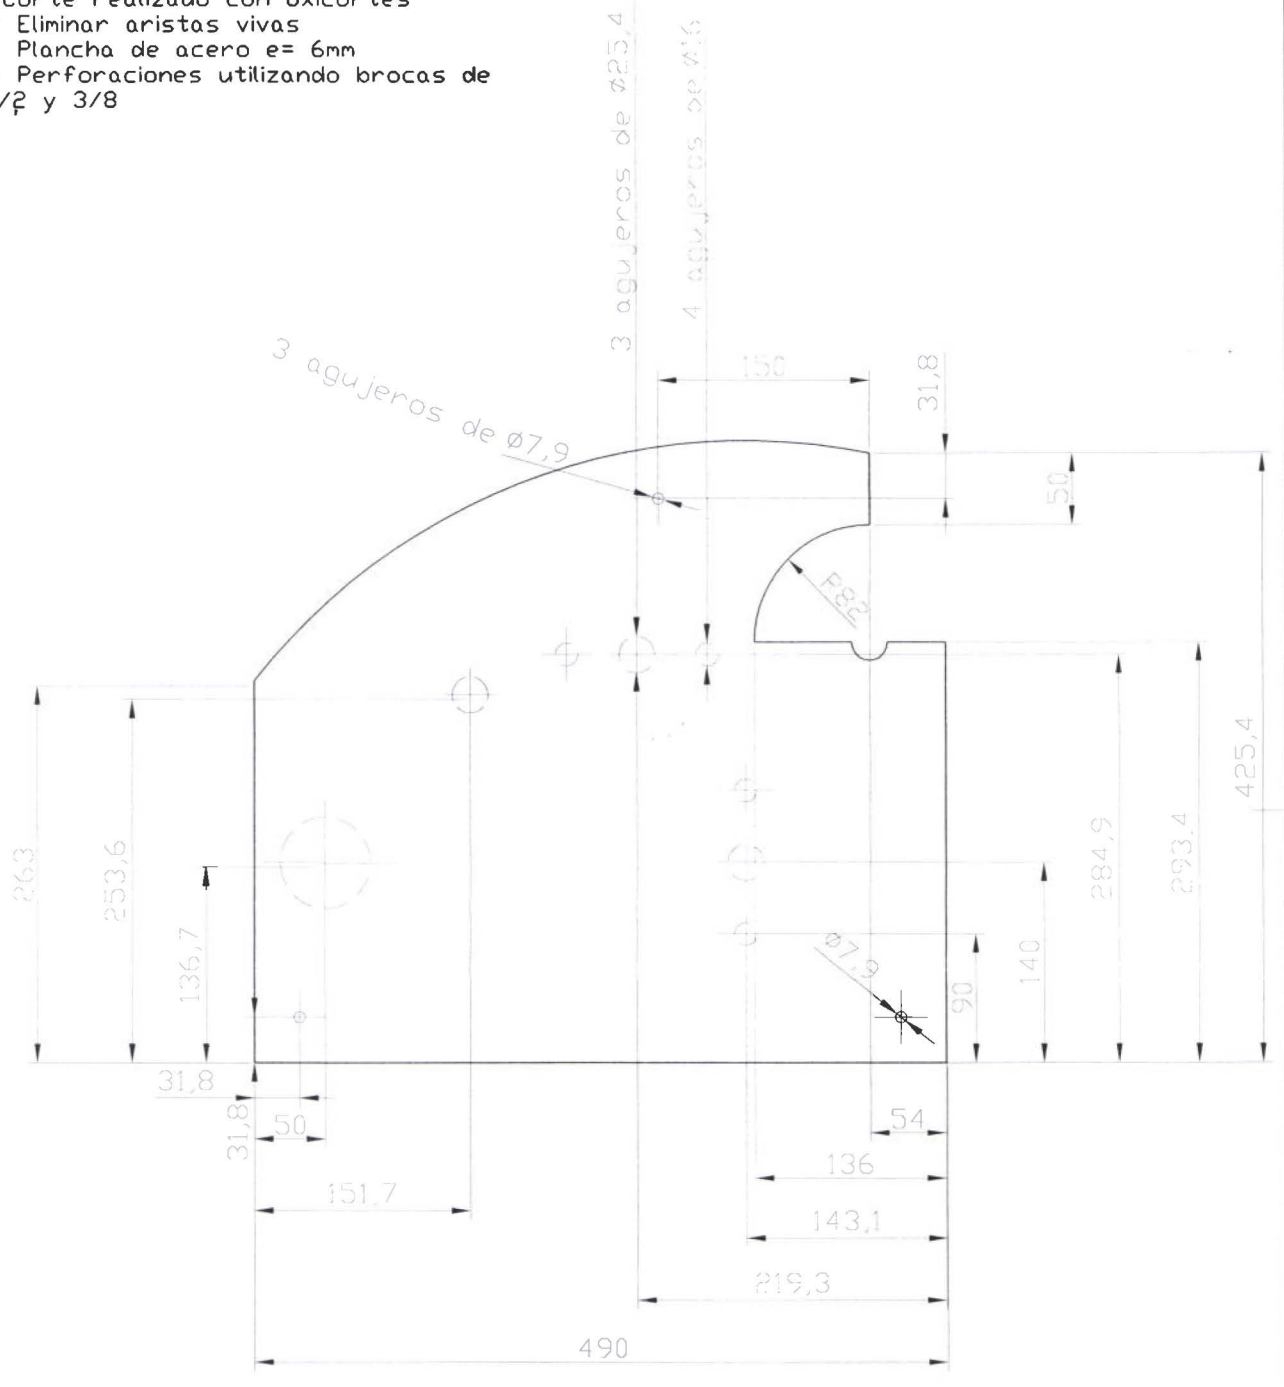 Eliminar aristas vivas
Plancha de acero e= 6mm
Perforaciones utilizando brocas de
y 3/8
3 agujeros de ø25,4
4 agujeros de ø16
3 agujeros de ø7,9
150
31,8
50
R82
425,4
263
253,6
136,7
284,9
293,4
140
90
ø7,9
31,8
31,8
50
54
151,7
136
143,1
219,3
490